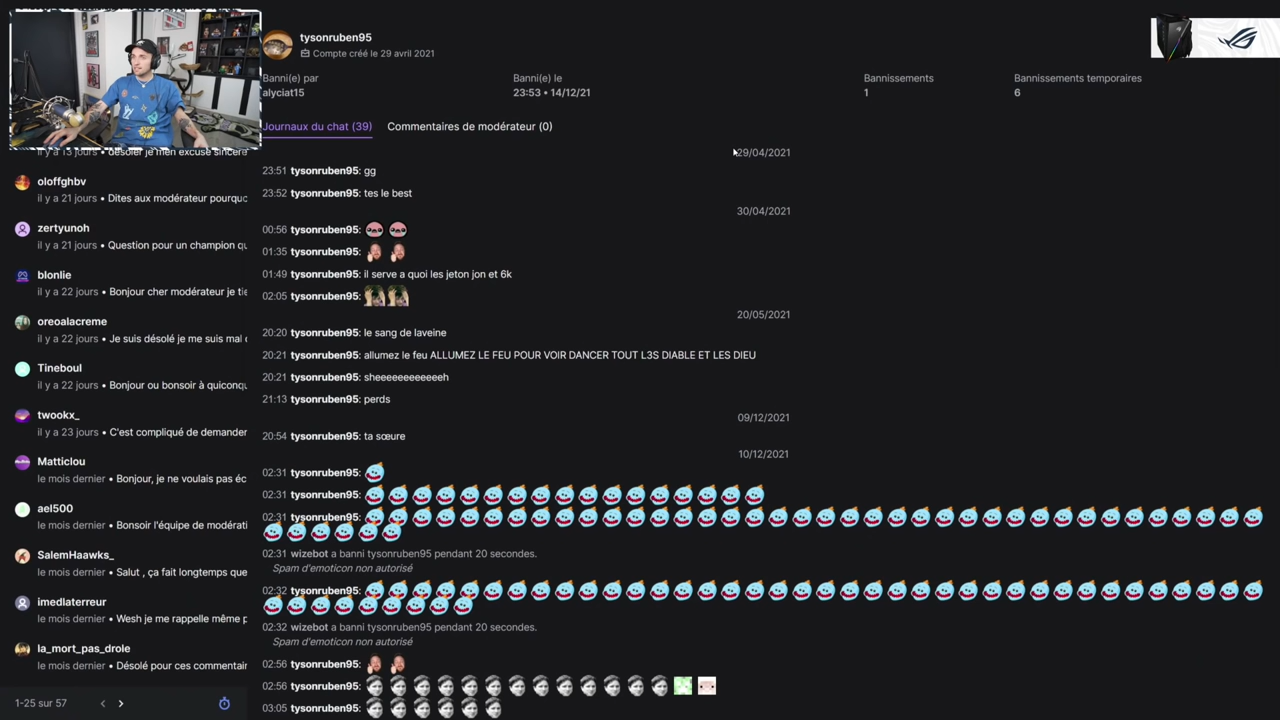 tysonruben95
Compte créé le 29 avril 2021
Banni(e) par
alyciat15
Banni(e) le
23:53 • 14/12/21
Bannissements
1
Bannissements temporaires
6
Journaux du chat (39)
Commentaires de modérateur (0)
il y a 13 jours • désoler je men excuse sincère
oloffghbv
il y a 21 jours • Dites aux modérateur pourquo
zertyunoh
il y a 21 jours • Question pour un champion qu
blonlie
il y a 22 jours • Bonjour cher modérateur je tie
oreoalacreme
il y a 22 jours • Je suis désolé je me suis mal
Tineboul
il y a 22 jours • Bonjour ou bonsoir à quiconqu
twookx_
il y a 23 jours • C'est compliqué de demander
Matticlou
le mois dernier • Bonjour, je ne voulais pas éc
ael500
le mois dernier • Bonsoir l'équipe de modérati
SalemHaawks_
le mois dernier • Salut , ça fait longtemps que
imedlaterreur
le mois dernier • Wesh je me rappelle même p
la_mort_pas_drole
le mois dernier • Désolé pour ces commentair
1-25 sur 57
29/04/2021
23:51 tysonruben95: gg
23:52 tysonruben95: tes le best
30/04/2021
00:56 tysonruben95:
01:35 tysonruben95:
01:49 tysonruben95: il serve a quoi les jeton jon et 6k
02:05 tysonruben95:
20/05/2021
20:20 tysonruben95: le sang de laveine
20:21 tysonruben95: allumez le feu ALLUMEZ LE FEU POUR VOIR DANCER TOUT L3S DIABLE ET LES DIEU
20:21 tysonruben95: sheeeeeeeeeeeh
21:13 tysonruben95: perds
09/12/2021
20:54 tysonruben95: ta sœure
10/12/2021
02:31 tysonruben95:
02:31 tysonruben95:
02:31 tysonruben95:
02:31 wizebot a banni tysonruben95 pendant 20 secondes.
Spam d'emoticon non autorisé
02:32 tysonruben95:
02:32 wizebot a banni tysonruben95 pendant 20 secondes.
Spam d'emoticon non autorisé
02:56 tysonruben95:
02:56 tysonruben95:
03:05 tysonruben95: